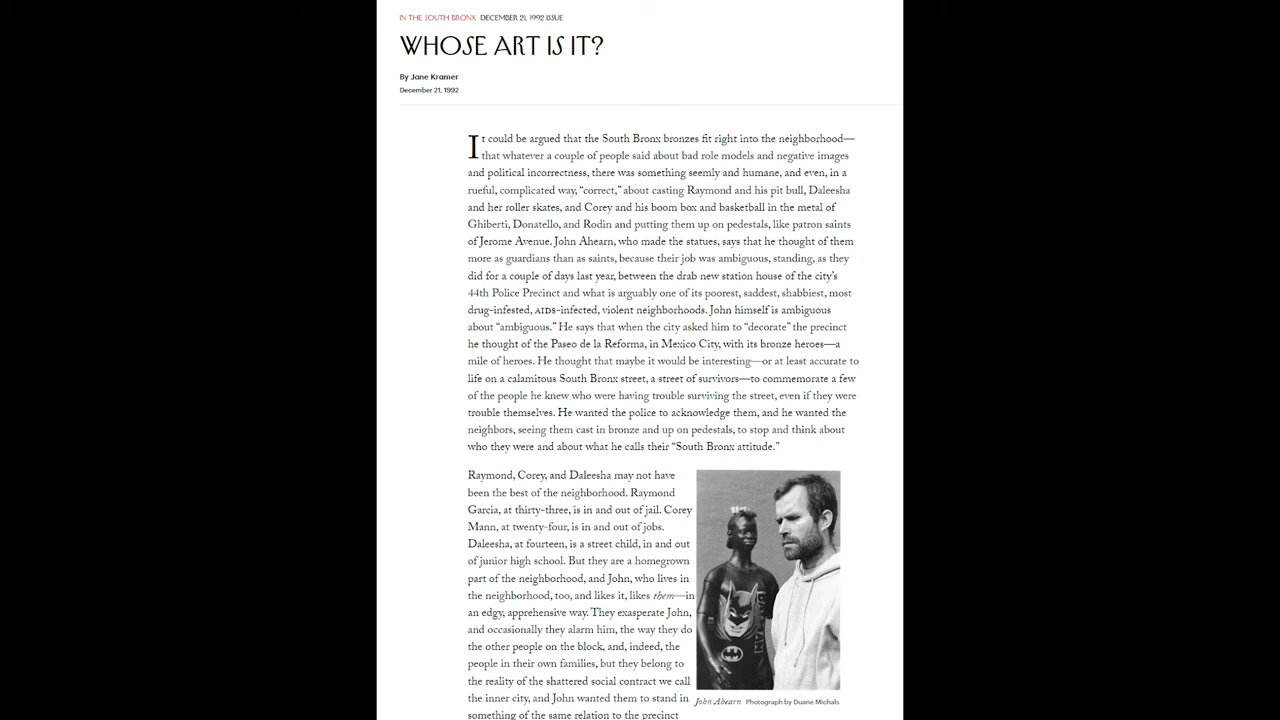 IN THE SOUTH BRONX DECEMBER 21, 1992 ISSUE
WHOSE ART IS IT?
By Jane Kramer
December 21, 1992
It could be argued that the South Bronx bronzes fit right into the neighborhood—
that whatever a couple of people said about bad role models and negative images
and political incorrectness, there was something seemly and humane, and even, in a
rueful, complicated way, “correct,” about casting Raymond and his pit bull, Daleesha
and her roller skates, and Corey and his boom box and basketball in the metal of
Ghiberti, Donatello, and Rodin and putting them up on pedestals, like patron saints
of Jerome Avenue. John Ahearn, who made the statues, says that he thought of them
more as guardians than as saints, because their job was ambiguous, standing, as they
did for a couple of days last year, between the drab new station house of the city’s
44th Police Precinct and what is arguably one of its poorest, saddest, shabbiest, most
drug-infested, AIDS-infected, violent neighborhoods. John himself is ambiguous
about “ambiguous.” He says that when the city asked him to “decorate” the precinct
he thought of the Paseo de la Reforma, in Mexico City, with its bronze heroes—a
mile of heroes. He thought that maybe it would be interesting—or at least accurate to
life on a calamitous South Bronx street, a street of survivors—to commemorate a few
of the people he knew who were having trouble surviving the street, even if they were
trouble themselves. He wanted the police to acknowledge them, and he wanted the
neighbors, seeing them cast in bronze and up on pedestals, to stop and think about
who they were and about what he calls their “South Bronx attitude.”
Raymond, Corey, and Daleesha may not have
been the best of the neighborhood. Raymond
Garcia, at thirty-three, is in and out of jail. Corey
Mann, at twenty-four, is in and out of jobs.
Daleesha, at fourteen, is a street child, in and out
of junior high school. But they are a homegrown
part of the neighborhood, and John, who lives in
the neighborhood, too, and likes it, likes them—in
an edgy, apprehensive way. They exasperate John,
and occasionally they alarm him, the way they do
the other people on the block, and, indeed, the
people in their own families, but they belong to
the reality of the shattered social contract we call
the inner city, and John wanted them to stand in
something of the same relation to the precinct
John Ahearn Photograph by Duane Michals